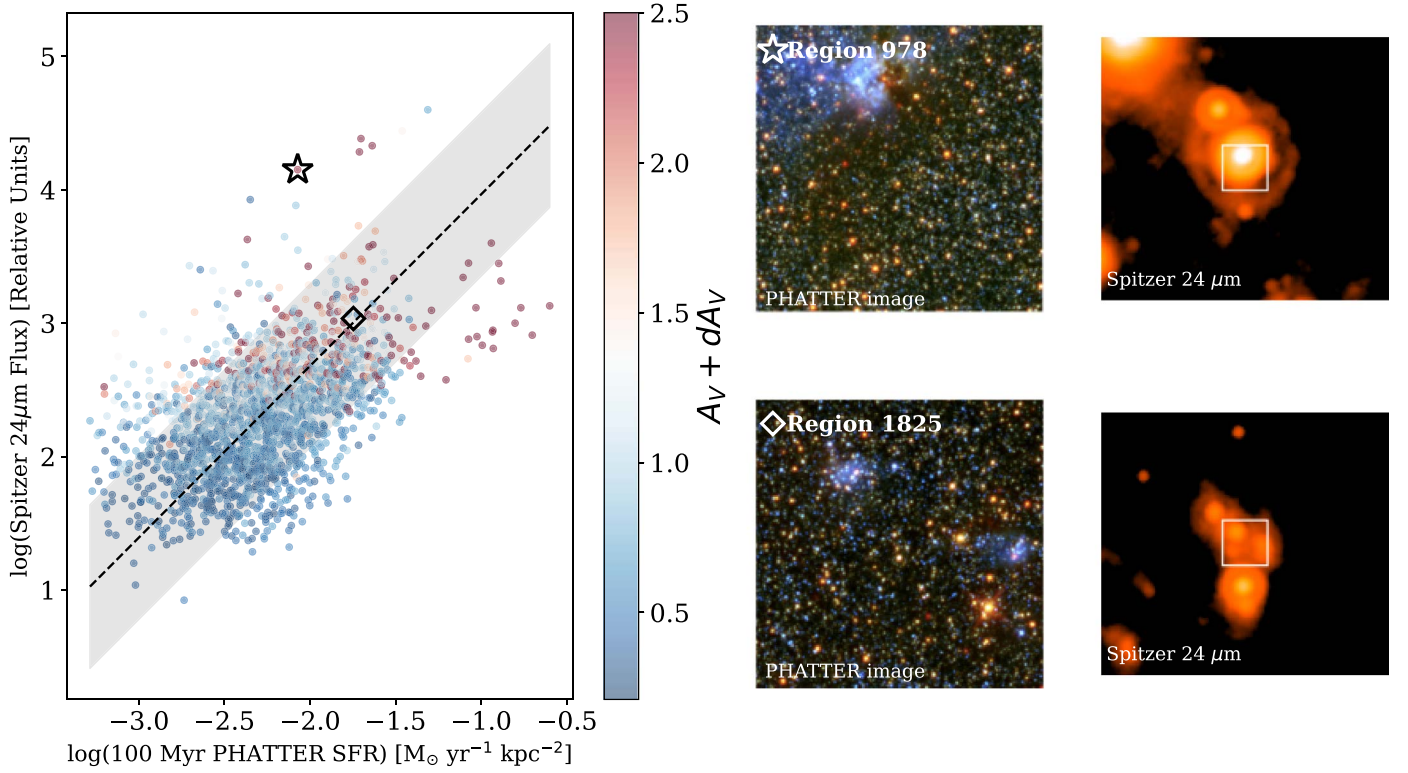 log(Spitzer 24μm Flux) [Relative Units]
5
4
3
2
1
−3.0 −2.5 −2.0 −1.5 −1.0 −0.5
log(100 Myr PHATTER SFR) [M⊙ yr⁻¹ kpc⁻²]
2.5
2.0
1.5
1.0
0.5
A_V + dA_V
Region 978
PHATTER image
Spitzer 24 μm
Region 1825
PHATTER image
Spitzer 24 μm